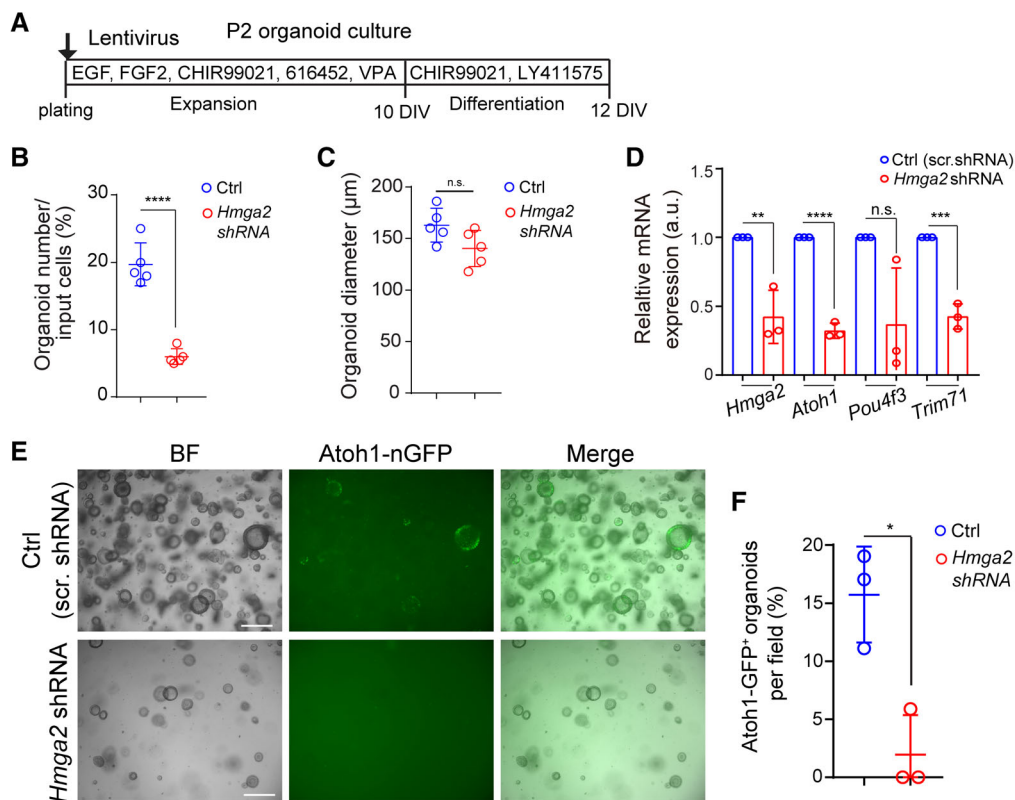 A
Lentivirus
P2 organoid culture
EGF, FGF2, CHIR99021, 616452, VPA
CHIR99021, LY411575
plating
Expansion
10 DIV
Differentiation
12 DIV
B
Organoid number/
input cells (%)
30
20
10
0
****
Ctrl
Hmga2
shRNA
C
Organoid diameter (µm)
200
150
100
50
0
n.s.
Ctrl
Hmga2
shRNA
D
Relaltive mRNA
expression (a.u.)
1.5
1.0
0.5
0
Ctrl (scr.shRNA)
Hmga2 shRNA
**
****
n.s.
***
Hmga2
Atoh1
Pou4f3
Trim71
E
BF
Atoh1-nGFP
Merge
Ctrl
(scr. shRNA)
Hmga2 shRNA
F
Atoh1-GFP+ organoids
per field (%)
20
15
10
5
0
*
Ctrl
Hmga2
shRNA